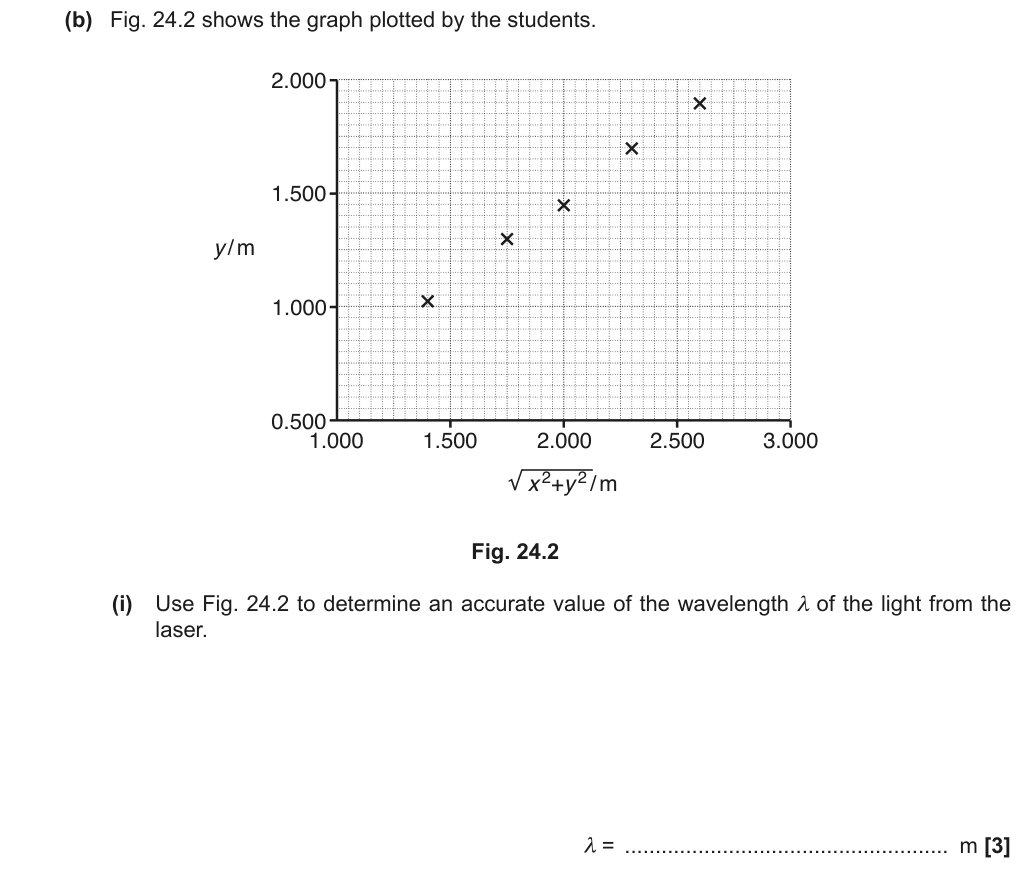 (b) Fig. 24.2 shows the graph plotted by the students.
2.000
1.500
y/m
1.000
0.500
1.000 1.500 2.000 2.500 3.000
√x²+y²/m
Fig. 24.2
(i) Use Fig. 24.2 to determine an accurate value of the wavelength λ of the light from the
laser.
λ = .................................................... m [3]